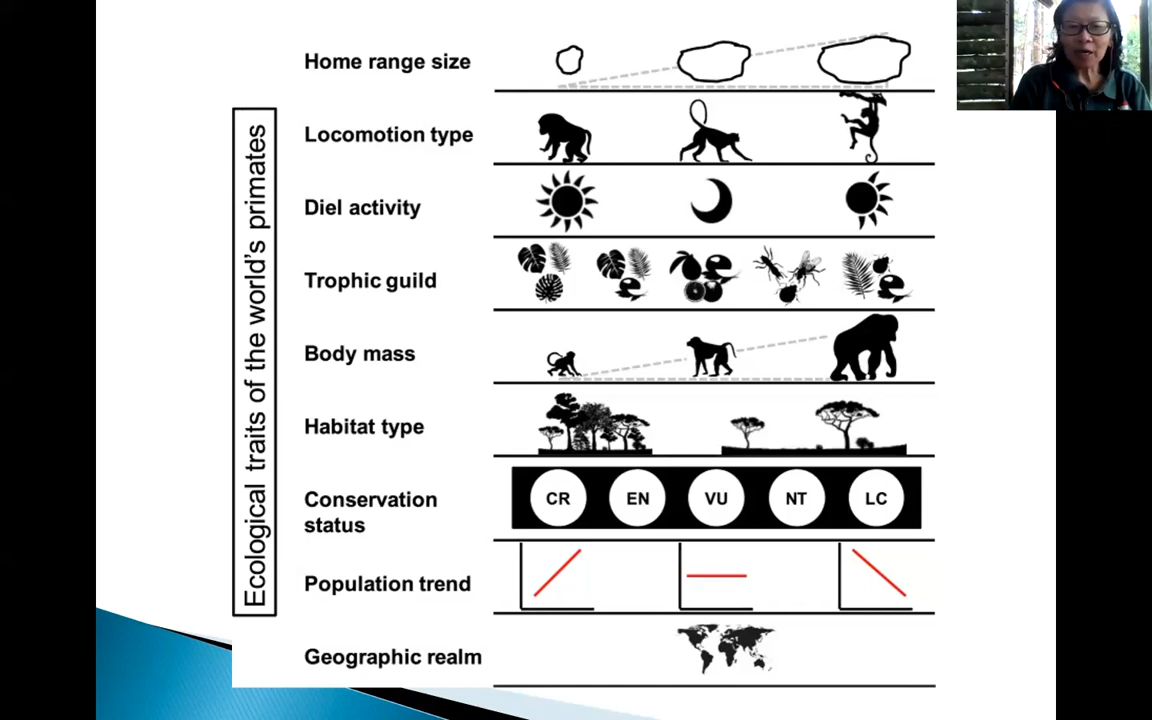 Home range size
Locomotion type
Diel activity
Trophic guild
Body mass
Habitat type
Conservation
status
CR EN VU NT LC
Population trend
Geographic realm
Ecological traits of the world's primates